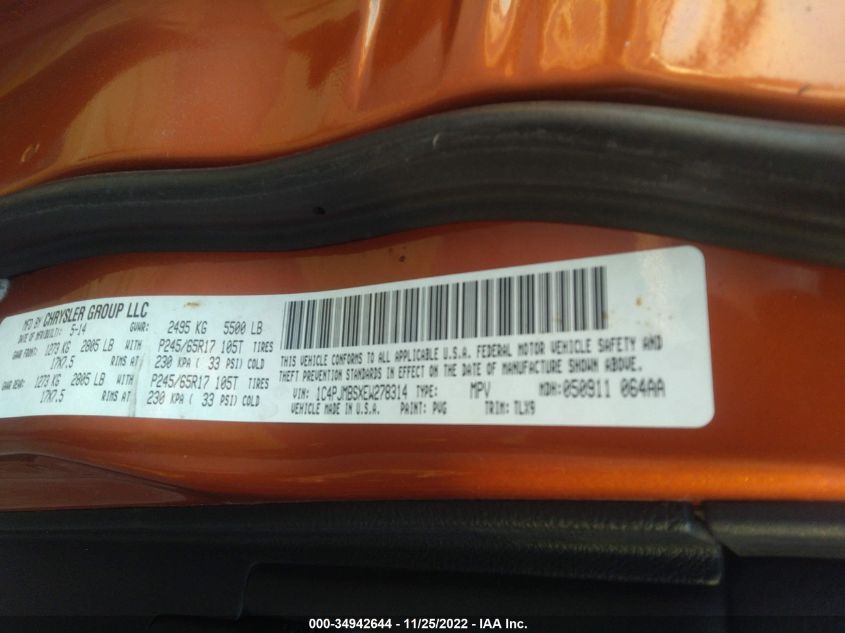 MFD BY CHRYSLER GROUP LLC
DATE OF MFR(BUILT): 5-14 GVWR: 2495 KG 5500 LB
GAWR FRONT: 1273 KG 2805 LB WITH P245/65R17 105T TIRES
17X7.5 RIMS AT 230 KPA ( 33 PSI) COLD
GAWR REAR: 1273 KG 2805 LB WITH P245/65R17 105T TIRES
17X7.5 RIMS AT 230 KPA ( 33 PSI) COLD
THIS VEHICLE CONFORMS TO ALL APPLICABLE U.S.A. FEDERAL MOTOR VEHICLE SAFETY AND
THEFT PREVENTION STANDARDS IN EFFECT ON THE DATE OF MANUFACTURE SHOWN ABOVE.
VIN: 1C4PJMBSXEW278314 TYPE: MPV MDH:050911 064AA
VEHICLE MADE IN U.S.A. PAINT: PVG TRIM: TLX9
000-34942644 - 11/25/2022 - IAA Inc.